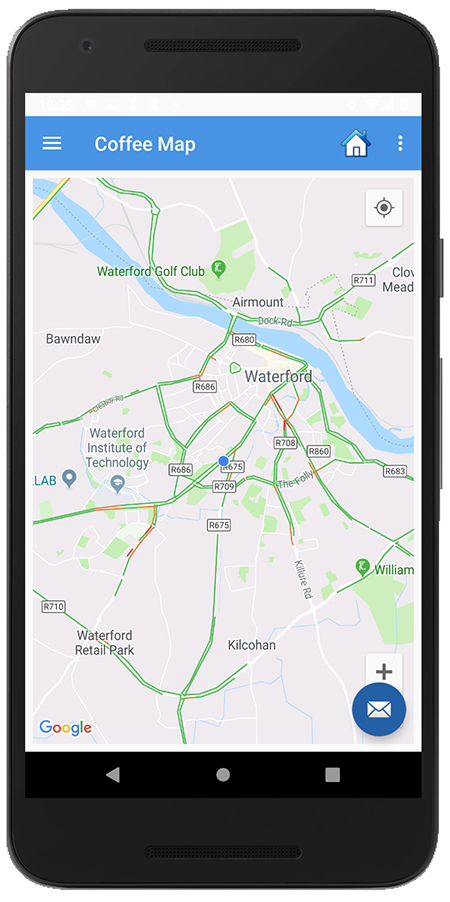 10:35
Coffee Map
R711
Clov
Mead
Waterford Golf Club
Airmount
Dock Rd
R680
Bawndaw
Waterford
R686
Cleaboy Rd
Waterford
Institute of
Technology
R708
R860
R686
R675
R683
LAB
R709
The Folly
R675
William
Killure Rd
R710
Waterford
Retail Park
Kilcohan
Google